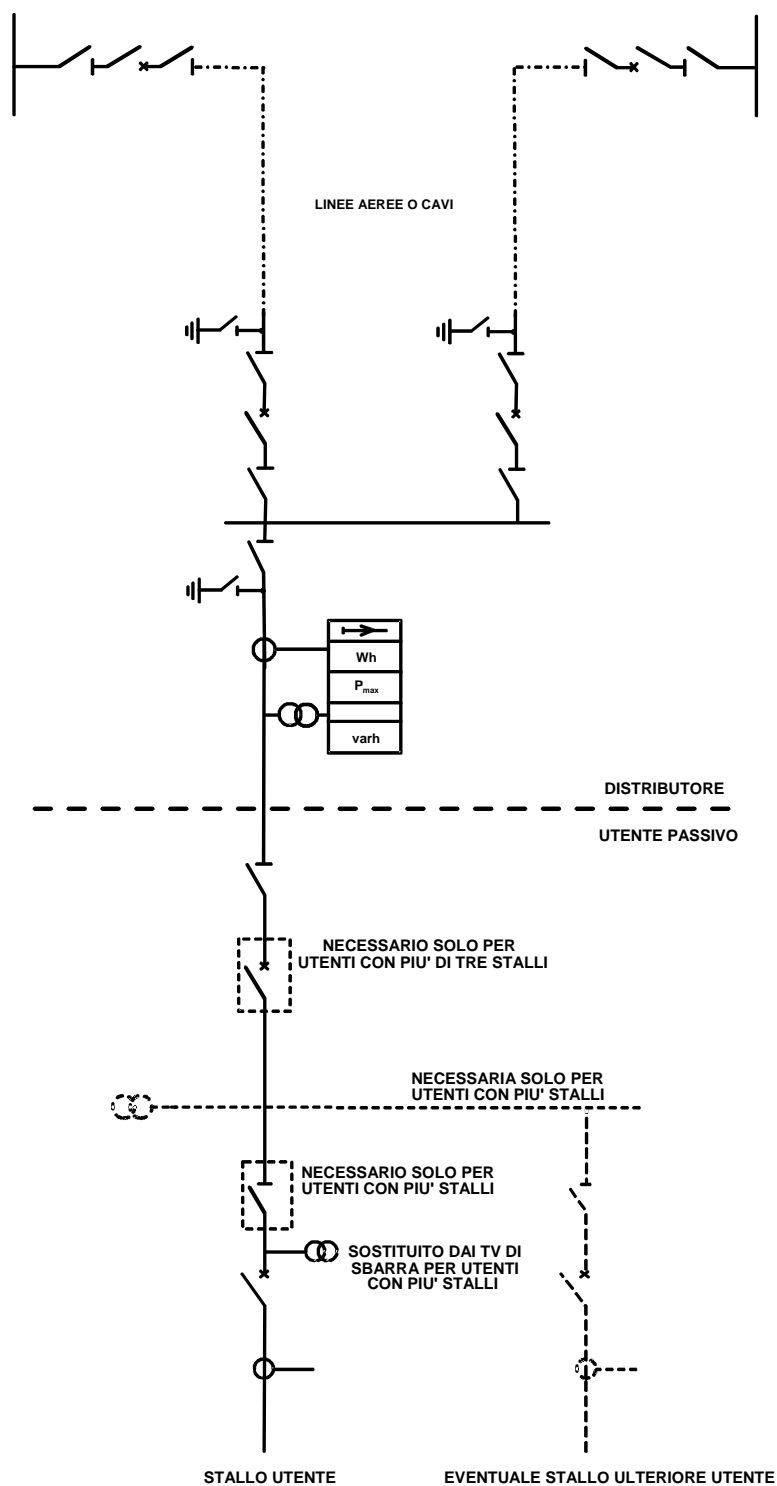 LINEE AEREE O CAVI
Wh
Pmax
varh
DISTRIBUTORE
UTENTE PASSIVO
NECESSARIO SOLO PER
UTENTI CON PIU' DI TRE STALLI
NECESSARIA SOLO PER
UTENTI CON PIU' STALLI
NECESSARIO SOLO PER
UTENTI CON PIU' STALLI
SOSTITUITO DAI TV DI
SBARRA PER UTENTI
CON PIU' STALLI
STALLO UTENTE
EVENTUALE STALLO ULTERIORE UTENTE